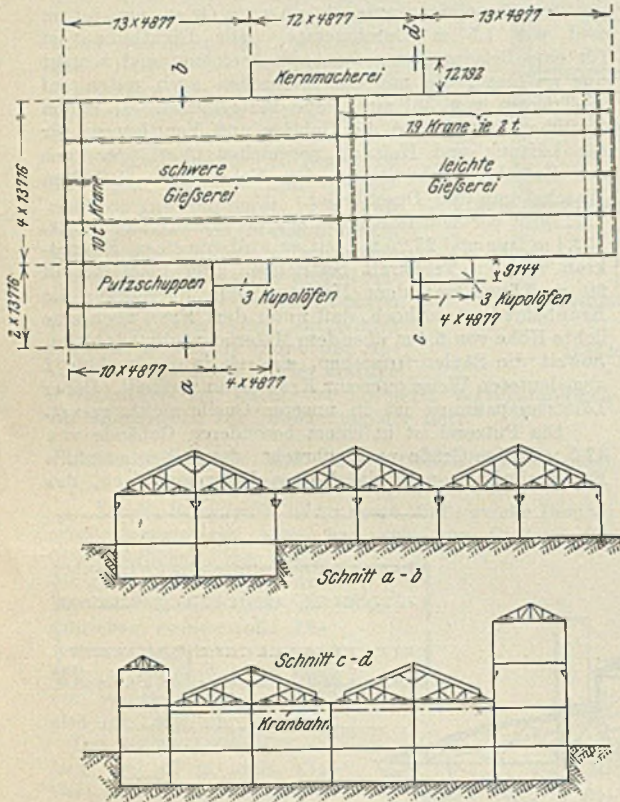 13 × 4877
12 × 4877
13 × 4877
b
d
Kernmacherei
12192
19 Krane je 2 t.
4 × 13716
10 t Krane
schwere
Gießerei
leichte
Gießerei
2 × 13716
Putzschuppen
3 Kupolöfen
9144
3 Kupolöfen
4 × 4877
10 × 4877
a
4 × 4877
c
Schnitt a - b
Schnitt c - d
Kranbahn